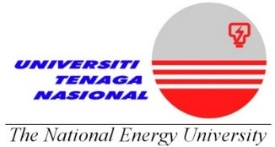 UNIVERSITI
TENAGA
NASIONAL
The National Energy University